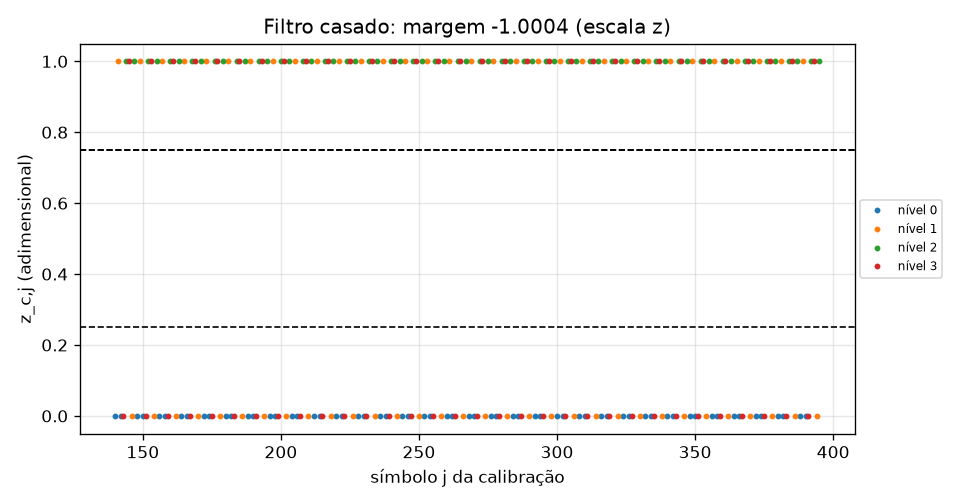 Filtro casado: margem -1.0004 (escala z)
z_c,j (adimensional)
1.0
0.8
0.6
0.4
0.2
0.0
150
200
250
300
350
400
símbolo j da calibração
nível 0
nível 1
nível 2
nível 3